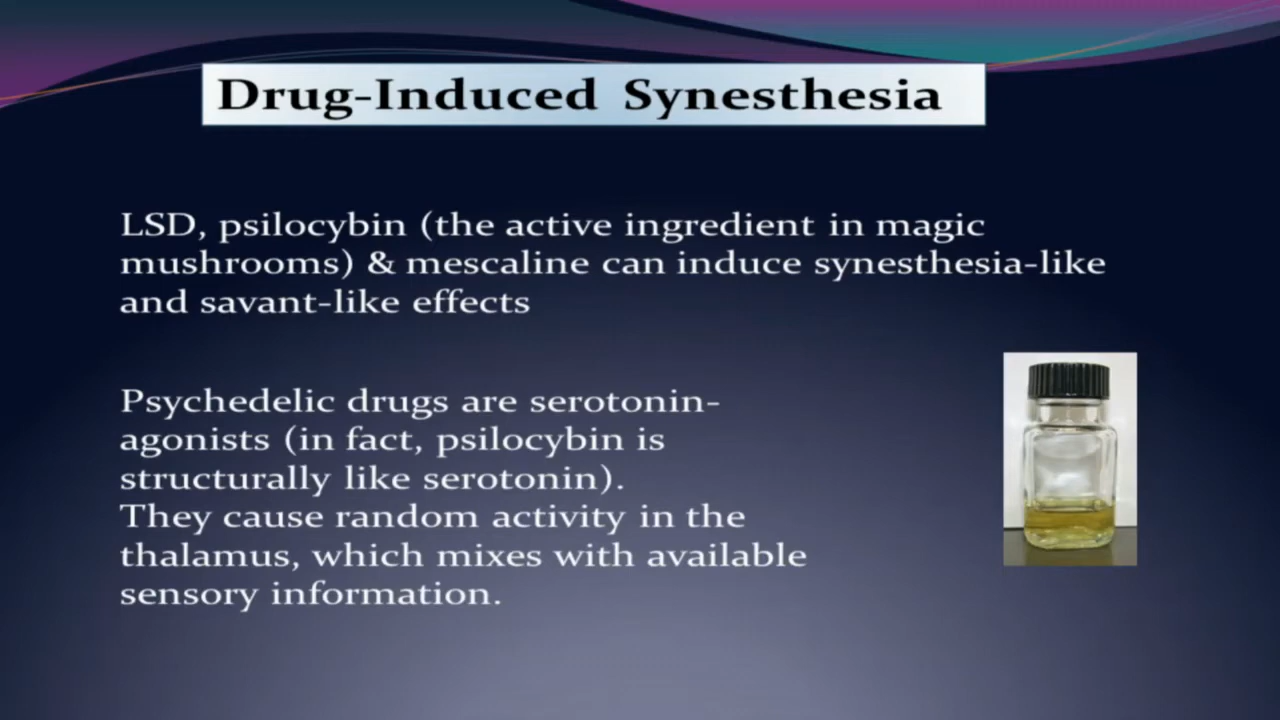 Drug-Induced Synesthesia
LSD, psilocybin (the active ingredient in magic
mushrooms) & mescaline can induce synesthesia-like
and savant-like effects
Psychedelic drugs are serotonin-
agonists (in fact, psilocybin is
structurally like serotonin).
They cause random activity in the
thalamus, which mixes with available
sensory information.